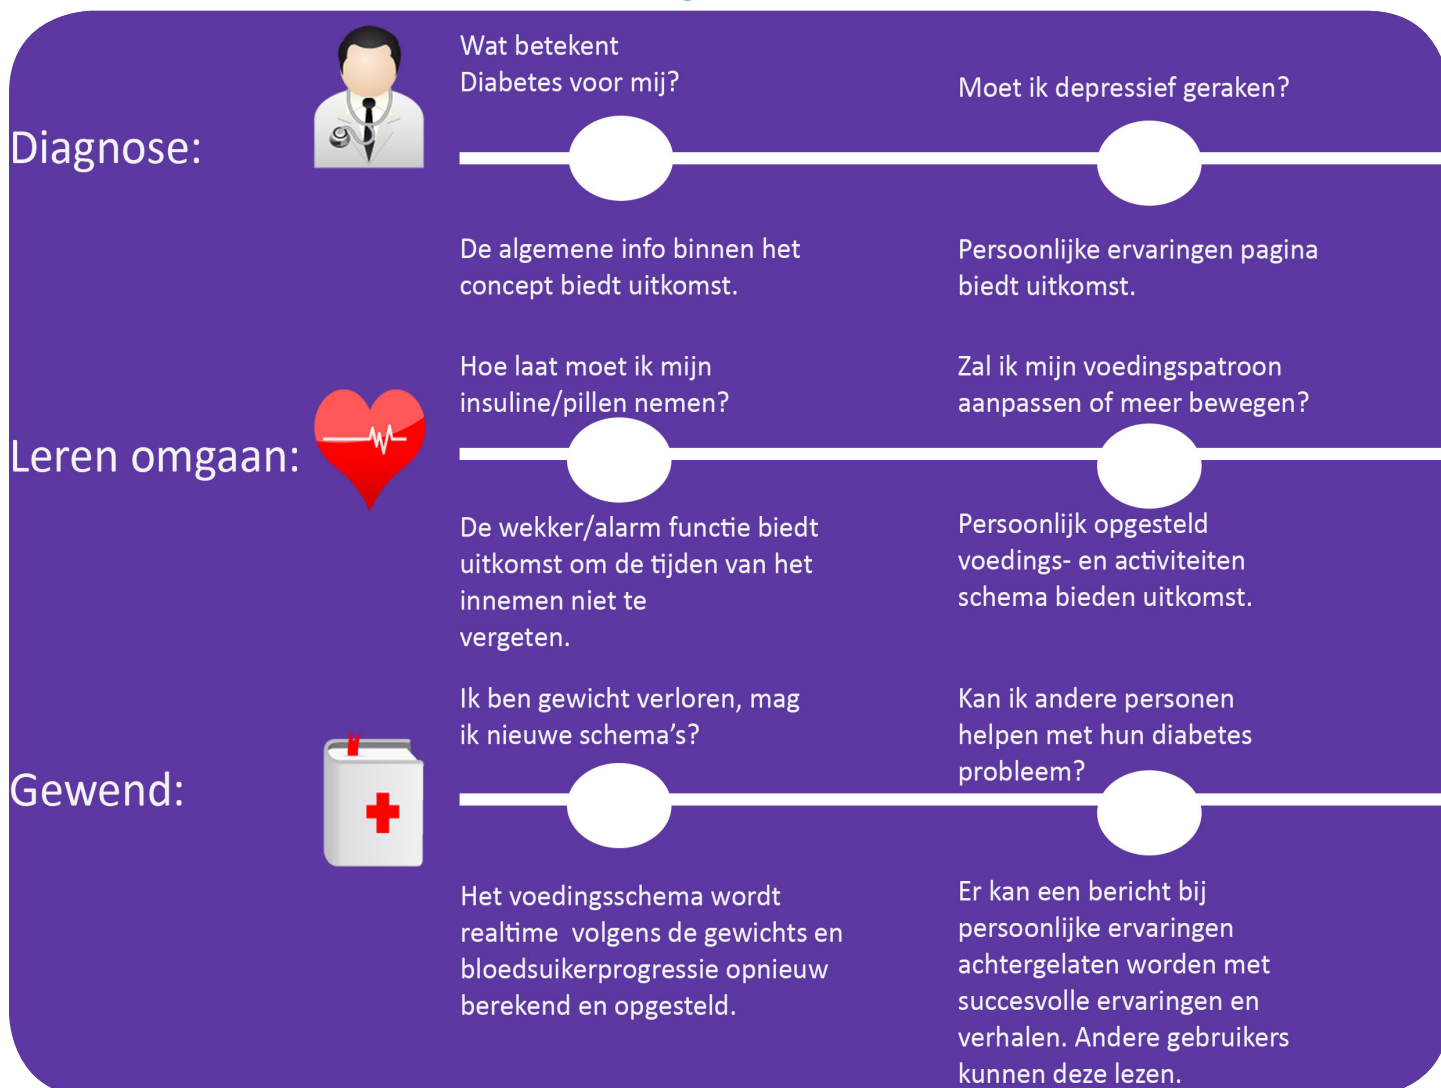 Wat betekent
Diabetes voor mij?
Moet ik depressief geraken?
Diagnose:
De algemene info binnen het
concept biedt uitkomst.
Persoonlijke ervaringen pagina
biedt uitkomst.
Hoe laat moet ik mijn
insuline/pillen nemen?
Zal ik mijn voedingspatroon
aanpassen of meer bewegen?
Leren omgaan:
De wekker/alarm functie biedt
uitkomst om de tijden van het
innemen niet te
vergeten.
Persoonlijk opgesteld
voedings- en activiteiten
schema bieden uitkomst.
Ik ben gewicht verloren, mag
ik nieuwe schema's?
Kan ik andere personen
helpen met hun diabetes
probleem?
Gewend:
Het voedingsschema wordt
realtime  volgens de gewichts en
bloedsuikerprogressie opnieuw
berekend en opgesteld.
Er kan een bericht bij
persoonlijke ervaringen
achtergelaten worden met
succesvolle ervaringen en
verhalen. Andere gebruikers
kunnen deze lezen.